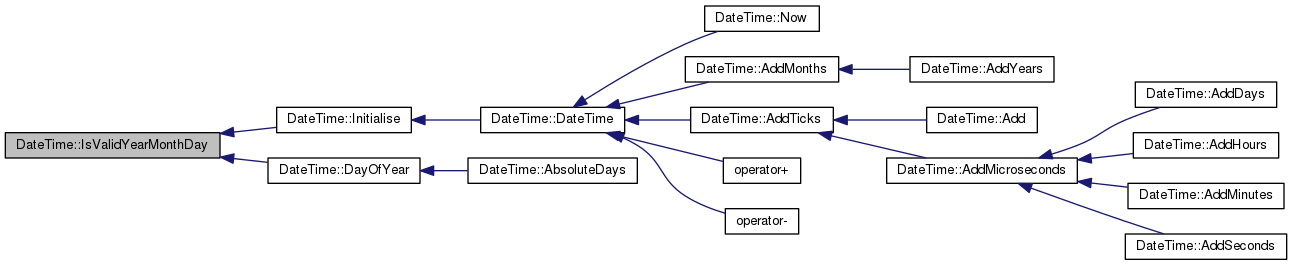 DateTime::IsValidYearMonthDay
DateTime::Initialise
DateTime::DayOfYear
DateTime::DateTime
DateTime::AbsoluteDays
DateTime::Now
DateTime::AddMonths
DateTime::AddTicks
operator+
operator-
DateTime::AddYears
DateTime::Add
DateTime::AddMicroseconds
DateTime::AddDays
DateTime::AddHours
DateTime::AddMinutes
DateTime::AddSeconds